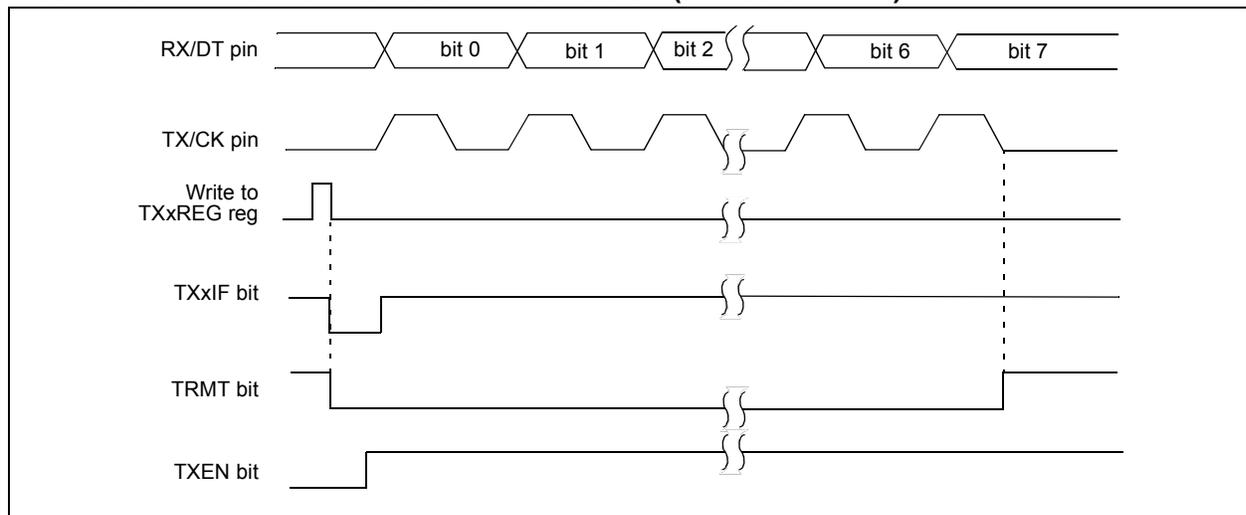 RX/DT pin
bit 0
bit 1
bit 2
bit 6
bit 7
TX/CK pin
Write to
TXxREG reg
TXxIF bit
TRMT bit
TXEN bit